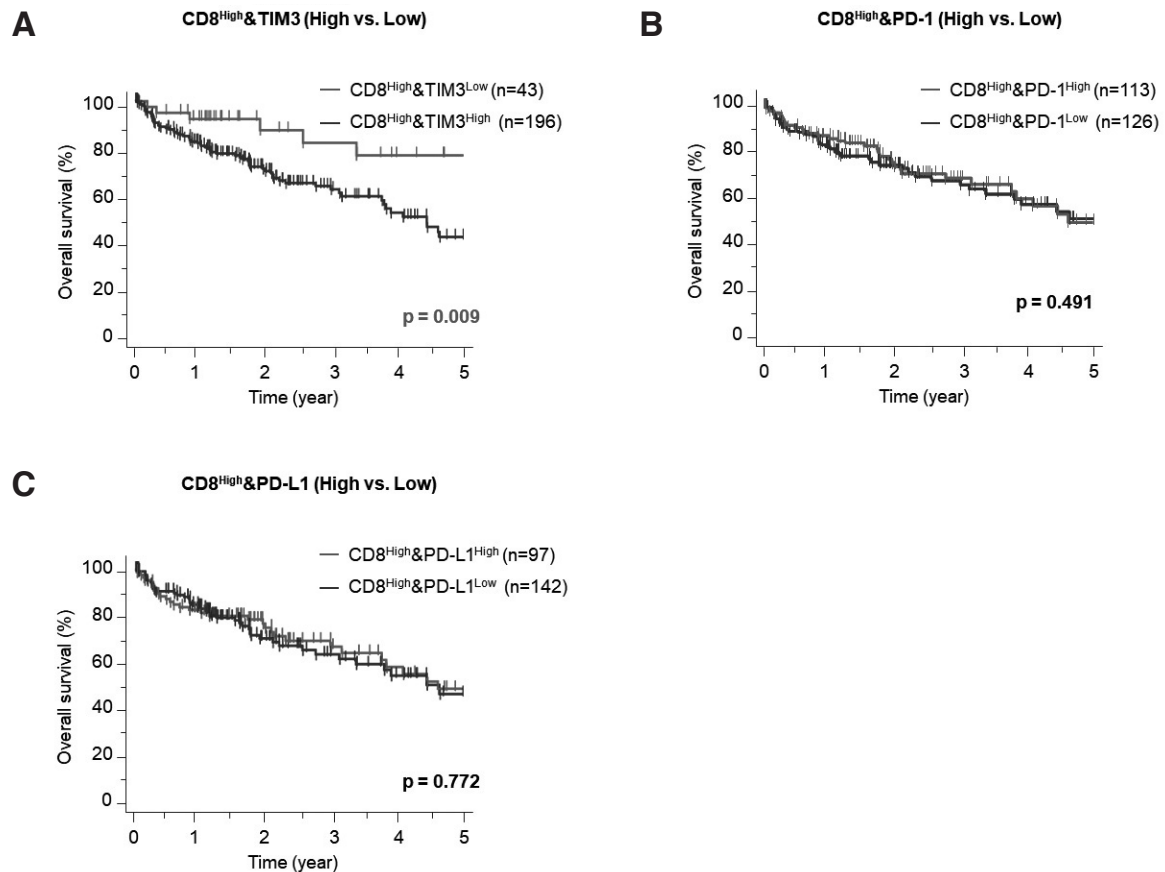 A
CD8High&TIM3 (High vs. Low)
CD8High&TIM3Low (n=43)
CD8High&TIM3High (n=196)
100
80
60
40
20
0
Overall survival (%)
p = 0.009
0 1 2 3 4 5
Time (year)
B
CD8High&PD-1 (High vs. Low)
CD8High&PD-1High (n=113)
CD8High&PD-1Low (n=126)
100
80
60
40
20
0
Overall survival (%)
p = 0.491
0 1 2 3 4 5
Time (year)
C
CD8High&PD-L1 (High vs. Low)
CD8High&PD-L1High (n=97)
CD8High&PD-L1Low (n=142)
100
80
60
40
20
0
Overall survival (%)
p = 0.772
0 1 2 3 4 5
Time (year)